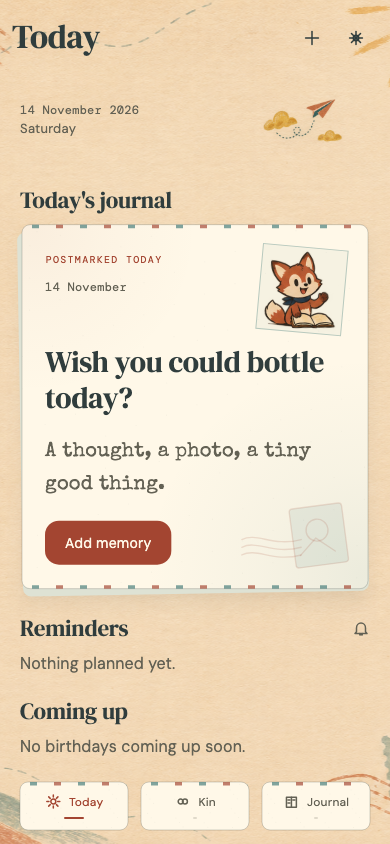 Today
14 November 2026
Saturday
Today's journal
POSTMARKED TODAY
14 November
Wish you could bottle
today?
A thought, a photo, a tiny
good thing.
Add memory
Reminders
Nothing planned yet.
Coming up
No birthdays coming up soon.
Today
Kin
Journal